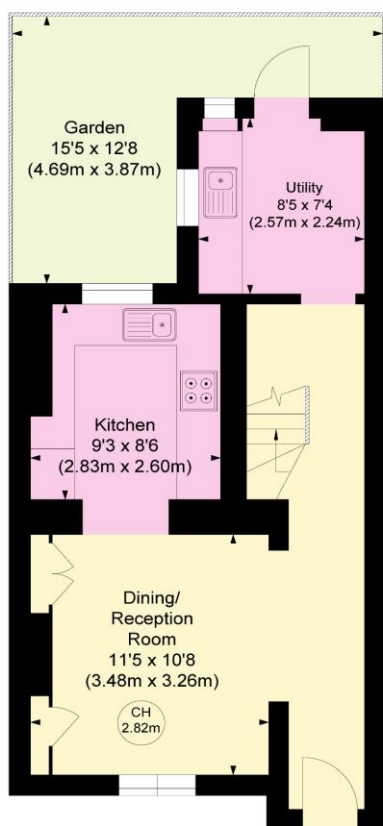 Garden
15'5 x 12'8
(4.69m x 3.87m)
Utility
8'5 x 7'4
(2.57m x 2.24m)
Kitchen
9'3 x 8'6
(2.83m x 2.60m)
Dining/
Reception
Room
11'5 x 10'8
(3.48m x 3.26m)
CH
2.82m